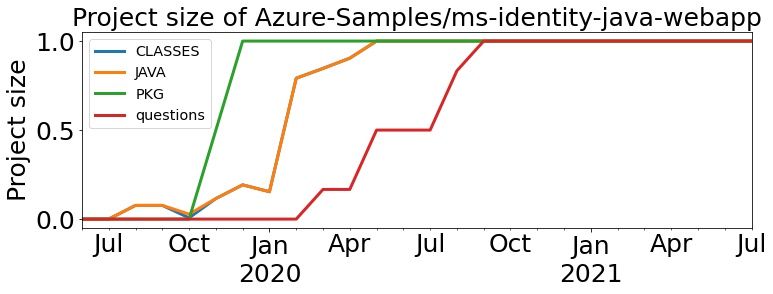 Project size of Azure-Samples/ms-identity-java-webapp
CLASSES
JAVA
PKG
questions
Project size
1.0
0.5
0.0
Jul Oct Jan Apr Jul Oct Jan Apr Jul
2020 2021